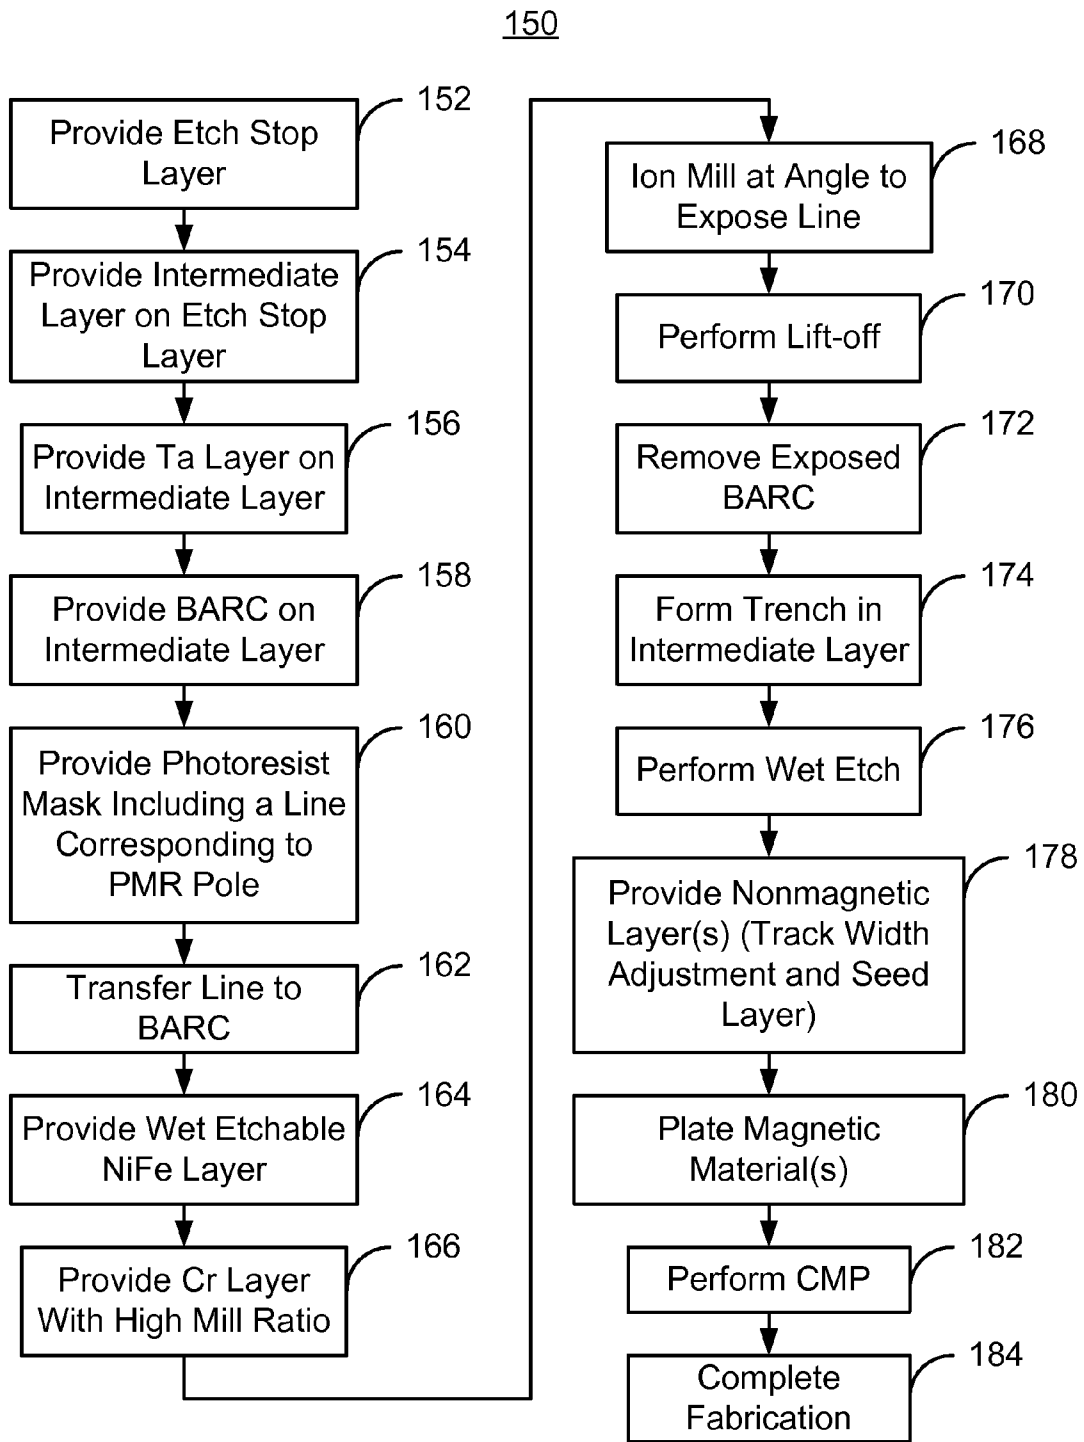 150
152
Provide Etch Stop
Layer
154
Provide Intermediate
Layer on Etch Stop
Layer
156
Provide Ta Layer on
Intermediate Layer
158
Provide BARC on
Intermediate Layer
160
Provide Photoresist
Mask Including a Line
Corresponding to
PMR Pole
162
Transfer Line to
BARC
164
Provide Wet Etchable
NiFe Layer
166
Provide Cr Layer
With High Mill Ratio
168
Ion Mill at Angle to
Expose Line
170
Perform Lift-off
172
Remove Exposed
BARC
174
Form Trench in
Intermediate Layer
176
Perform Wet Etch
178
Provide Nonmagnetic
Layer(s) (Track Width
Adjustment and Seed
Layer)
180
Plate Magnetic
Material(s)
182
Perform CMP
184
Complete
Fabrication